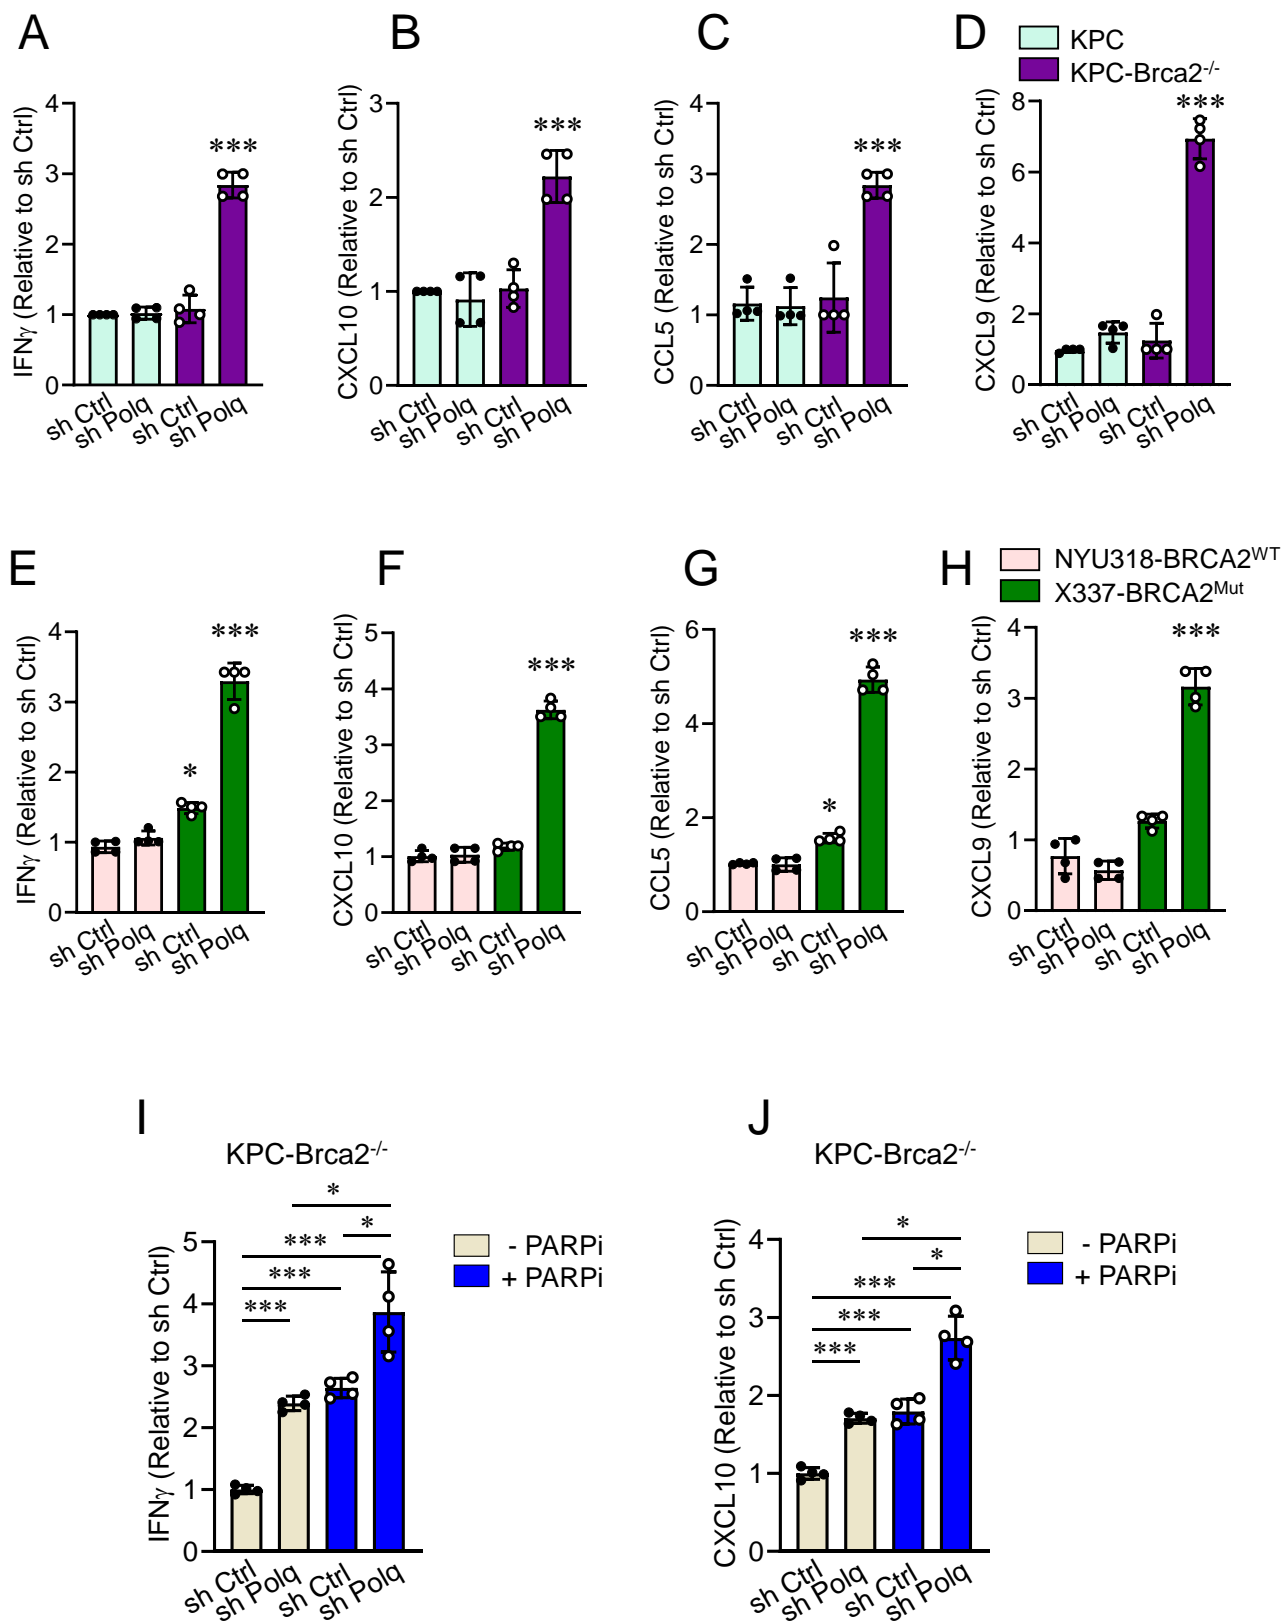 A
B
C
D
KPC
KPC-Brca2-/-
IFNγ (Relative to sh Ctrl)
4
3
2
1
0
***
sh Ctrl
sh Polq
sh Ctrl
sh Polq
CXCL10 (Relative to sh Ctrl)
3
2
1
0
***
sh Ctrl
sh Polq
sh Ctrl
sh Polq
CCL5 (Relative to sh Ctrl)
4
3
2
1
0
***
sh Ctrl
sh Polq
sh Ctrl
sh Polq
CXCL9 (Relative to sh Ctrl)
8
6
4
2
0
***
sh Ctrl
sh Polq
sh Ctrl
sh Polq
E
F
G
H
NYU318-BRCA2WT
X337-BRCA2Mut
IFNγ (Relative to sh Ctrl)
4
3
2
1
0
*
***
sh Ctrl
sh Polq
sh Ctrl
sh Polq
CXCL10 (Relative to sh Ctrl)
5
4
3
2
1
0
***
sh Ctrl
sh Polq
sh Ctrl
sh Polq
CCL5 (Relative to sh Ctrl)
6
4
2
0
*
***
sh Ctrl
sh Polq
sh Ctrl
sh Polq
CXCL9 (Relative to sh Ctrl)
4
3
2
1
0
***
sh Ctrl
sh Polq
sh Ctrl
sh Polq
I
KPC-Brca2-/-
*
*
***
***
***
- PARPi
+ PARPi
IFNγ (Relative to sh Ctrl)
5
4
3
2
1
0
sh Ctrl
sh Polq
sh Ctrl
sh Polq
J
KPC-Brca2-/-
*
*
***
***
***
- PARPi
+ PARPi
CXCL10 (Relative to sh Ctrl)
4
3
2
1
0
sh Ctrl
sh Polq
sh Ctrl
sh Polq